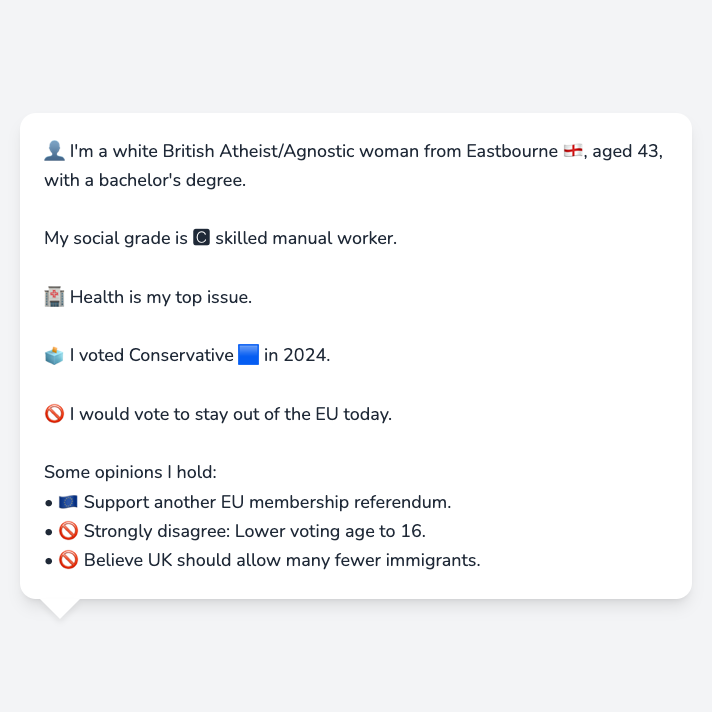 👤 I'm a white British Atheist/Agnostic woman from Eastbourne 🏴󠁧󠁢󠁥󠁮󠁧󠁿, aged 43,
with a bachelor's degree.
My social grade is 🅲 skilled manual worker.
🏥 Health is my top issue.
🗳️ I voted Conservative 🟦 in 2024.
🚫 I would vote to stay out of the EU today.
Some opinions I hold:
• 🇪🇺 Support another EU membership referendum.
• 🚫 Strongly disagree: Lower voting age to 16.
• 🚫 Believe UK should allow many fewer immigrants.